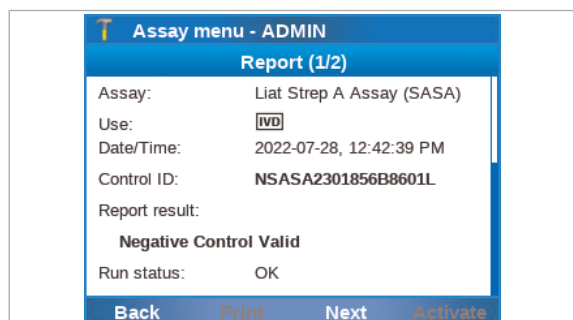 Assay menu - ADMIN
Report (1/2)
Assay: Liat Strep A Assay (SASA)
Use: IVD
Date/Time: 2022-07-28, 12:42:39 PM
Control ID: NSASA2301856B8601L
Report result:
Negative Control Valid
Run status: OK
Back Print Next Activate